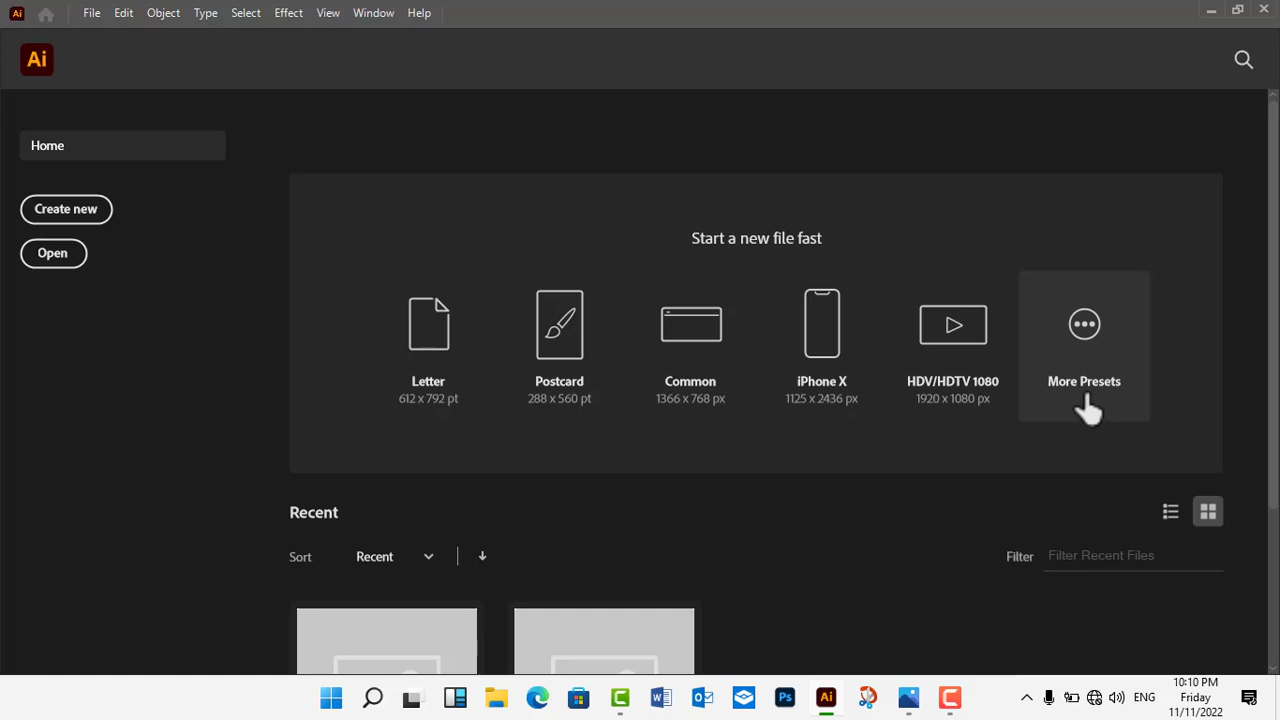 Ai File Edit Object Type Select Effect View Window Help
Ai
Home
Create new
Open
Start a new file fast
Letter Postcard Common iPhone X HDV/HDTV 1080 More Presets
612 x 792 pt 288 x 560 pt 1366 x 768 px 1125 x 2436 px 1920 x 1080 px
Recent
Sort Recent Filter Filter Recent Files
W Ps Ai ENG
10:10 PM
Friday
11/11/2022